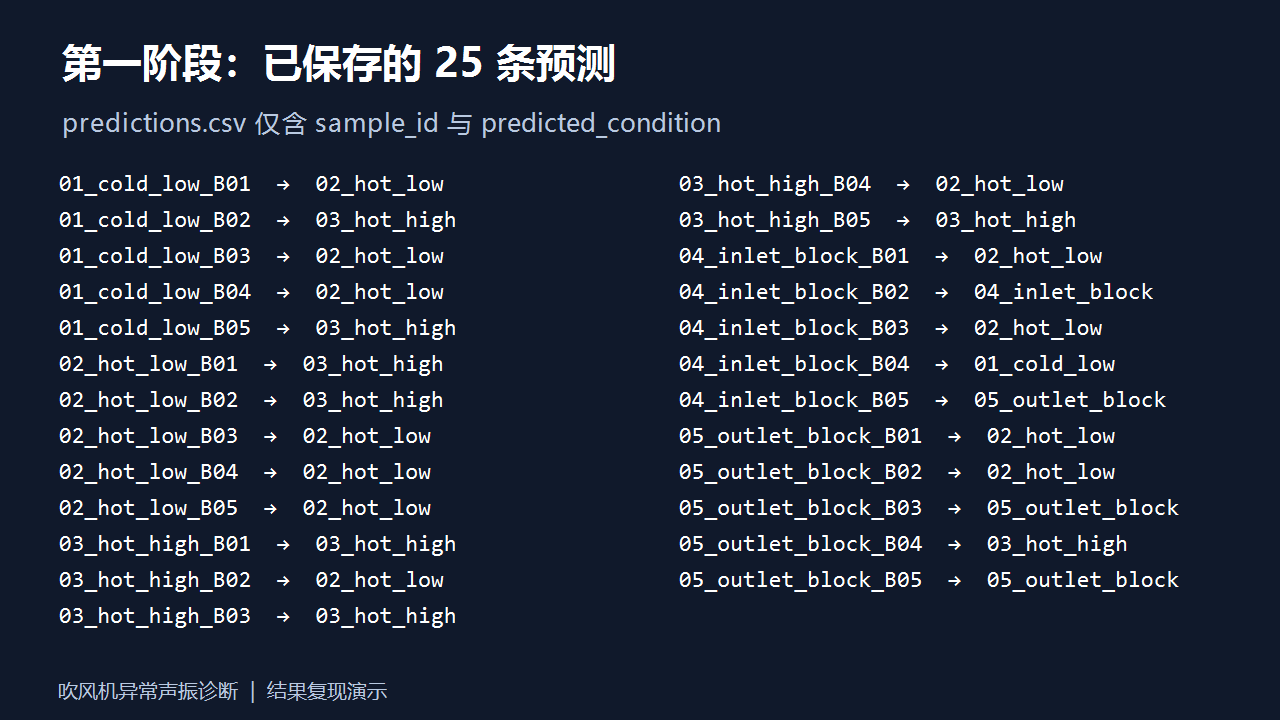 第一阶段：已保存的 25 条预测
predictions.csv 仅含 sample_id 与 predicted_condition
01_cold_low_B01 → 02_hot_low
01_cold_low_B02 → 03_hot_high
01_cold_low_B03 → 02_hot_low
01_cold_low_B04 → 02_hot_low
01_cold_low_B05 → 03_hot_high
02_hot_low_B01 → 03_hot_high
02_hot_low_B02 → 03_hot_high
02_hot_low_B03 → 02_hot_low
02_hot_low_B04 → 02_hot_low
02_hot_low_B05 → 02_hot_low
03_hot_high_B01 → 03_hot_high
03_hot_high_B02 → 02_hot_low
03_hot_high_B03 → 03_hot_high
03_hot_high_B04 → 02_hot_low
03_hot_high_B05 → 03_hot_high
04_inlet_block_B01 → 02_hot_low
04_inlet_block_B02 → 04_inlet_block
04_inlet_block_B03 → 02_hot_low
04_inlet_block_B04 → 01_cold_low
04_inlet_block_B05 → 05_outlet_block
05_outlet_block_B01 → 02_hot_low
05_outlet_block_B02 → 02_hot_low
05_outlet_block_B03 → 05_outlet_block
05_outlet_block_B04 → 03_hot_high
05_outlet_block_B05 → 05_outlet_block
吹风机异常声振诊断 | 结果复现演示